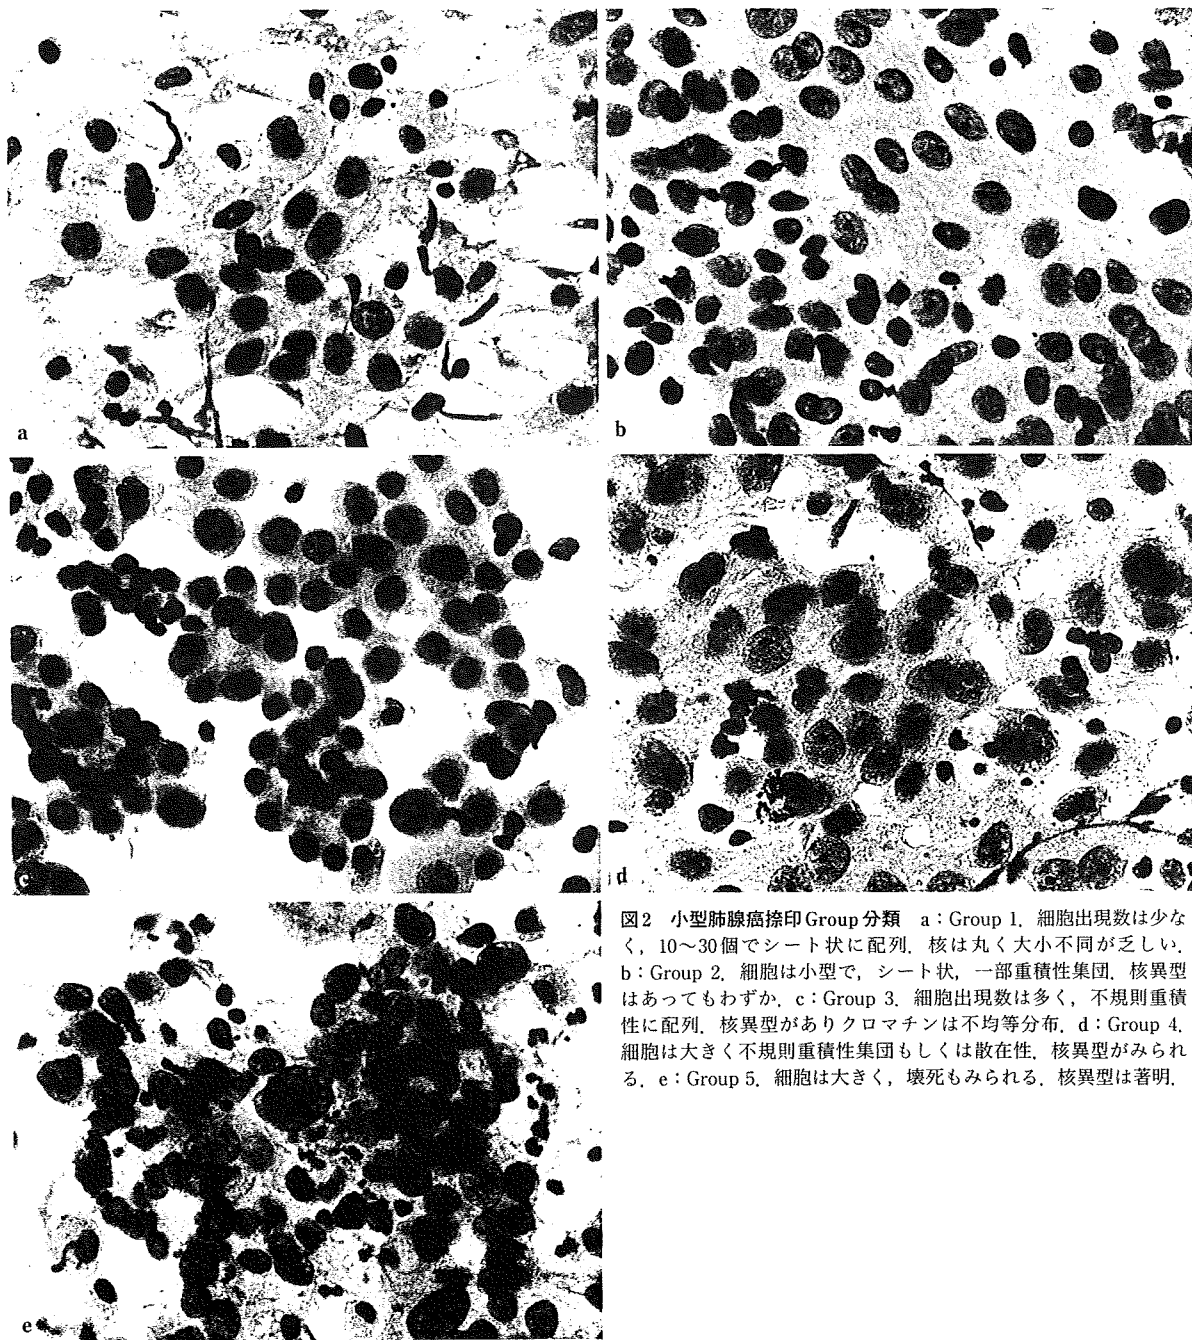 a
b
c
d
e
図2 小型肺腺癌捺印Group分類 a:Group 1.細胞出現数は少な
く,10〜30個でシート状に配列.核は丸く大小不同が乏しい.
b:Group 2.細胞は小型で,シート状,一部重積性集団.核異型
はあってもわずか.c:Group 3.細胞出現数は多く,不規則重積
性に配列.核異型がありクロマチンは不均等分布.d:Group 4.
細胞は大きく不規則重積性集団もしくは散在性.核異型がみられ
る.e:Group 5.細胞は大きく,壊死もみられる.核異型は著明.